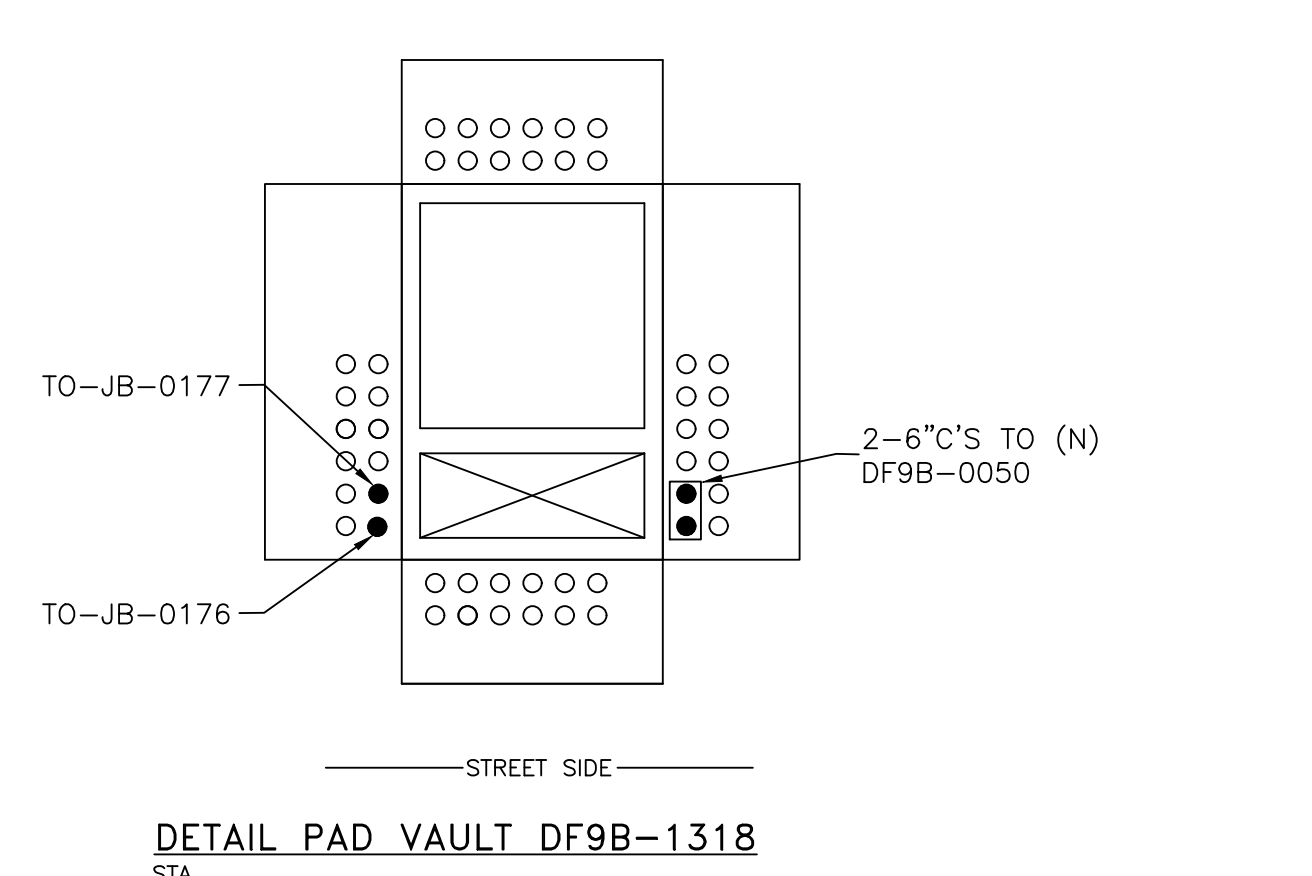 TO-JB-0177
2-6"C'S TO (N)
DF9B-0050
TO-JB-0176
STREET SIDE
DETAIL PAD VAULT DF9B-1318
STA